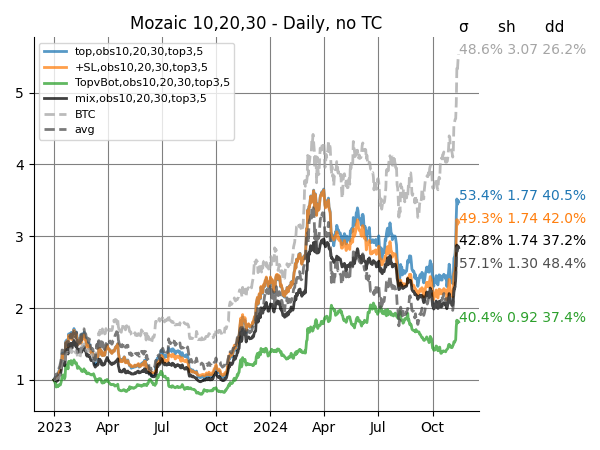 Mozaic 10,20,30 - Daily, no TC
σ sh dd
top,obs10,20,30,top3,5
+SL,obs10,20,30,top3,5
TopvBot,obs10,20,30,top3,5
mix,obs10,20,30,top3,5
BTC
avg
48.6% 3.07 26.2%
53.4% 1.77 40.5%
49.3% 1.74 42.0%
42.8% 1.74 37.2%
57.1% 1.30 48.4%
40.4% 0.92 37.4%
5
4
3
2
1
2023 Apr Jul Oct 2024 Apr Jul Oct